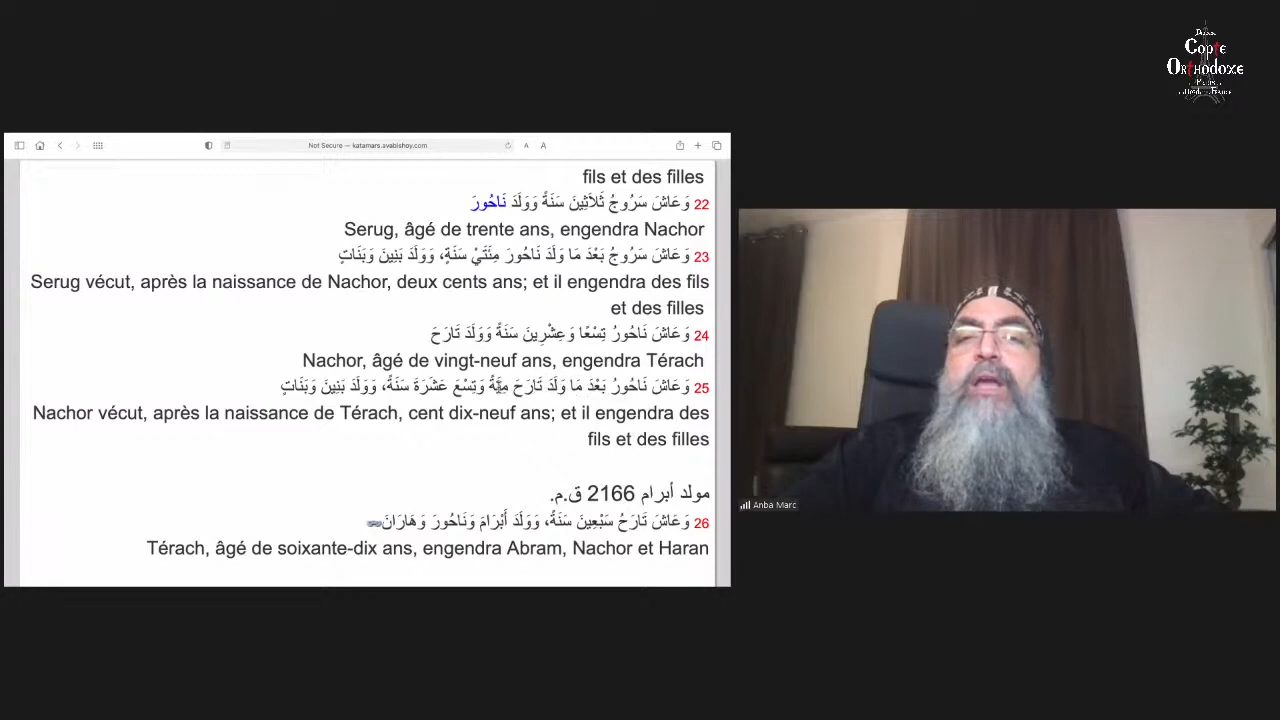 Copte
Orthodoxe
Not Secure — katamars.avabishoy.com
A A
fils et des filles
22 وَعَاشَ سَرُوجُ ثَلاَثِينَ سَنَةً وَوَلَدَ نَاحُورَ
Serug, âgé de trente ans, engendra Nachor
23 وَعَاشَ سَرُوجُ بَعْدَ مَا وَلَدَ نَاحُورَ مِئَتَيْ سَنَةٍ، وَوَلَدَ بَنِينَ وَبَنَاتٍ
Serug vécut, après la naissance de Nachor, deux cents ans; et il engendra des fils
et des filles
24 وَعَاشَ نَاحُورُ تِسْعًا وَعِشْرِينَ سَنَةً وَوَلَدَ تَارَحَ
Nachor, âgé de vingt-neuf ans, engendra Térach
25 وَعَاشَ نَاحُورُ بَعْدَ مَا وَلَدَ تَارَحَ مِئَةً وَتِسْعَ عَشَرَةَ سَنَةً، وَوَلَدَ بَنِينَ وَبَنَاتٍ
Nachor vécut, après la naissance de Térach, cent dix-neuf ans; et il engendra des
fils et des filles
مولد أبرام 2166 ق.م.
26 وَعَاشَ تَارَحُ سَبْعِينَ سَنَةً، وَوَلَدَ أَبْرَامَ وَنَاحُورَ وَهَارَانَ
Térach, âgé de soixante-dix ans, engendra Abram, Nachor et Haran
Anba Marc